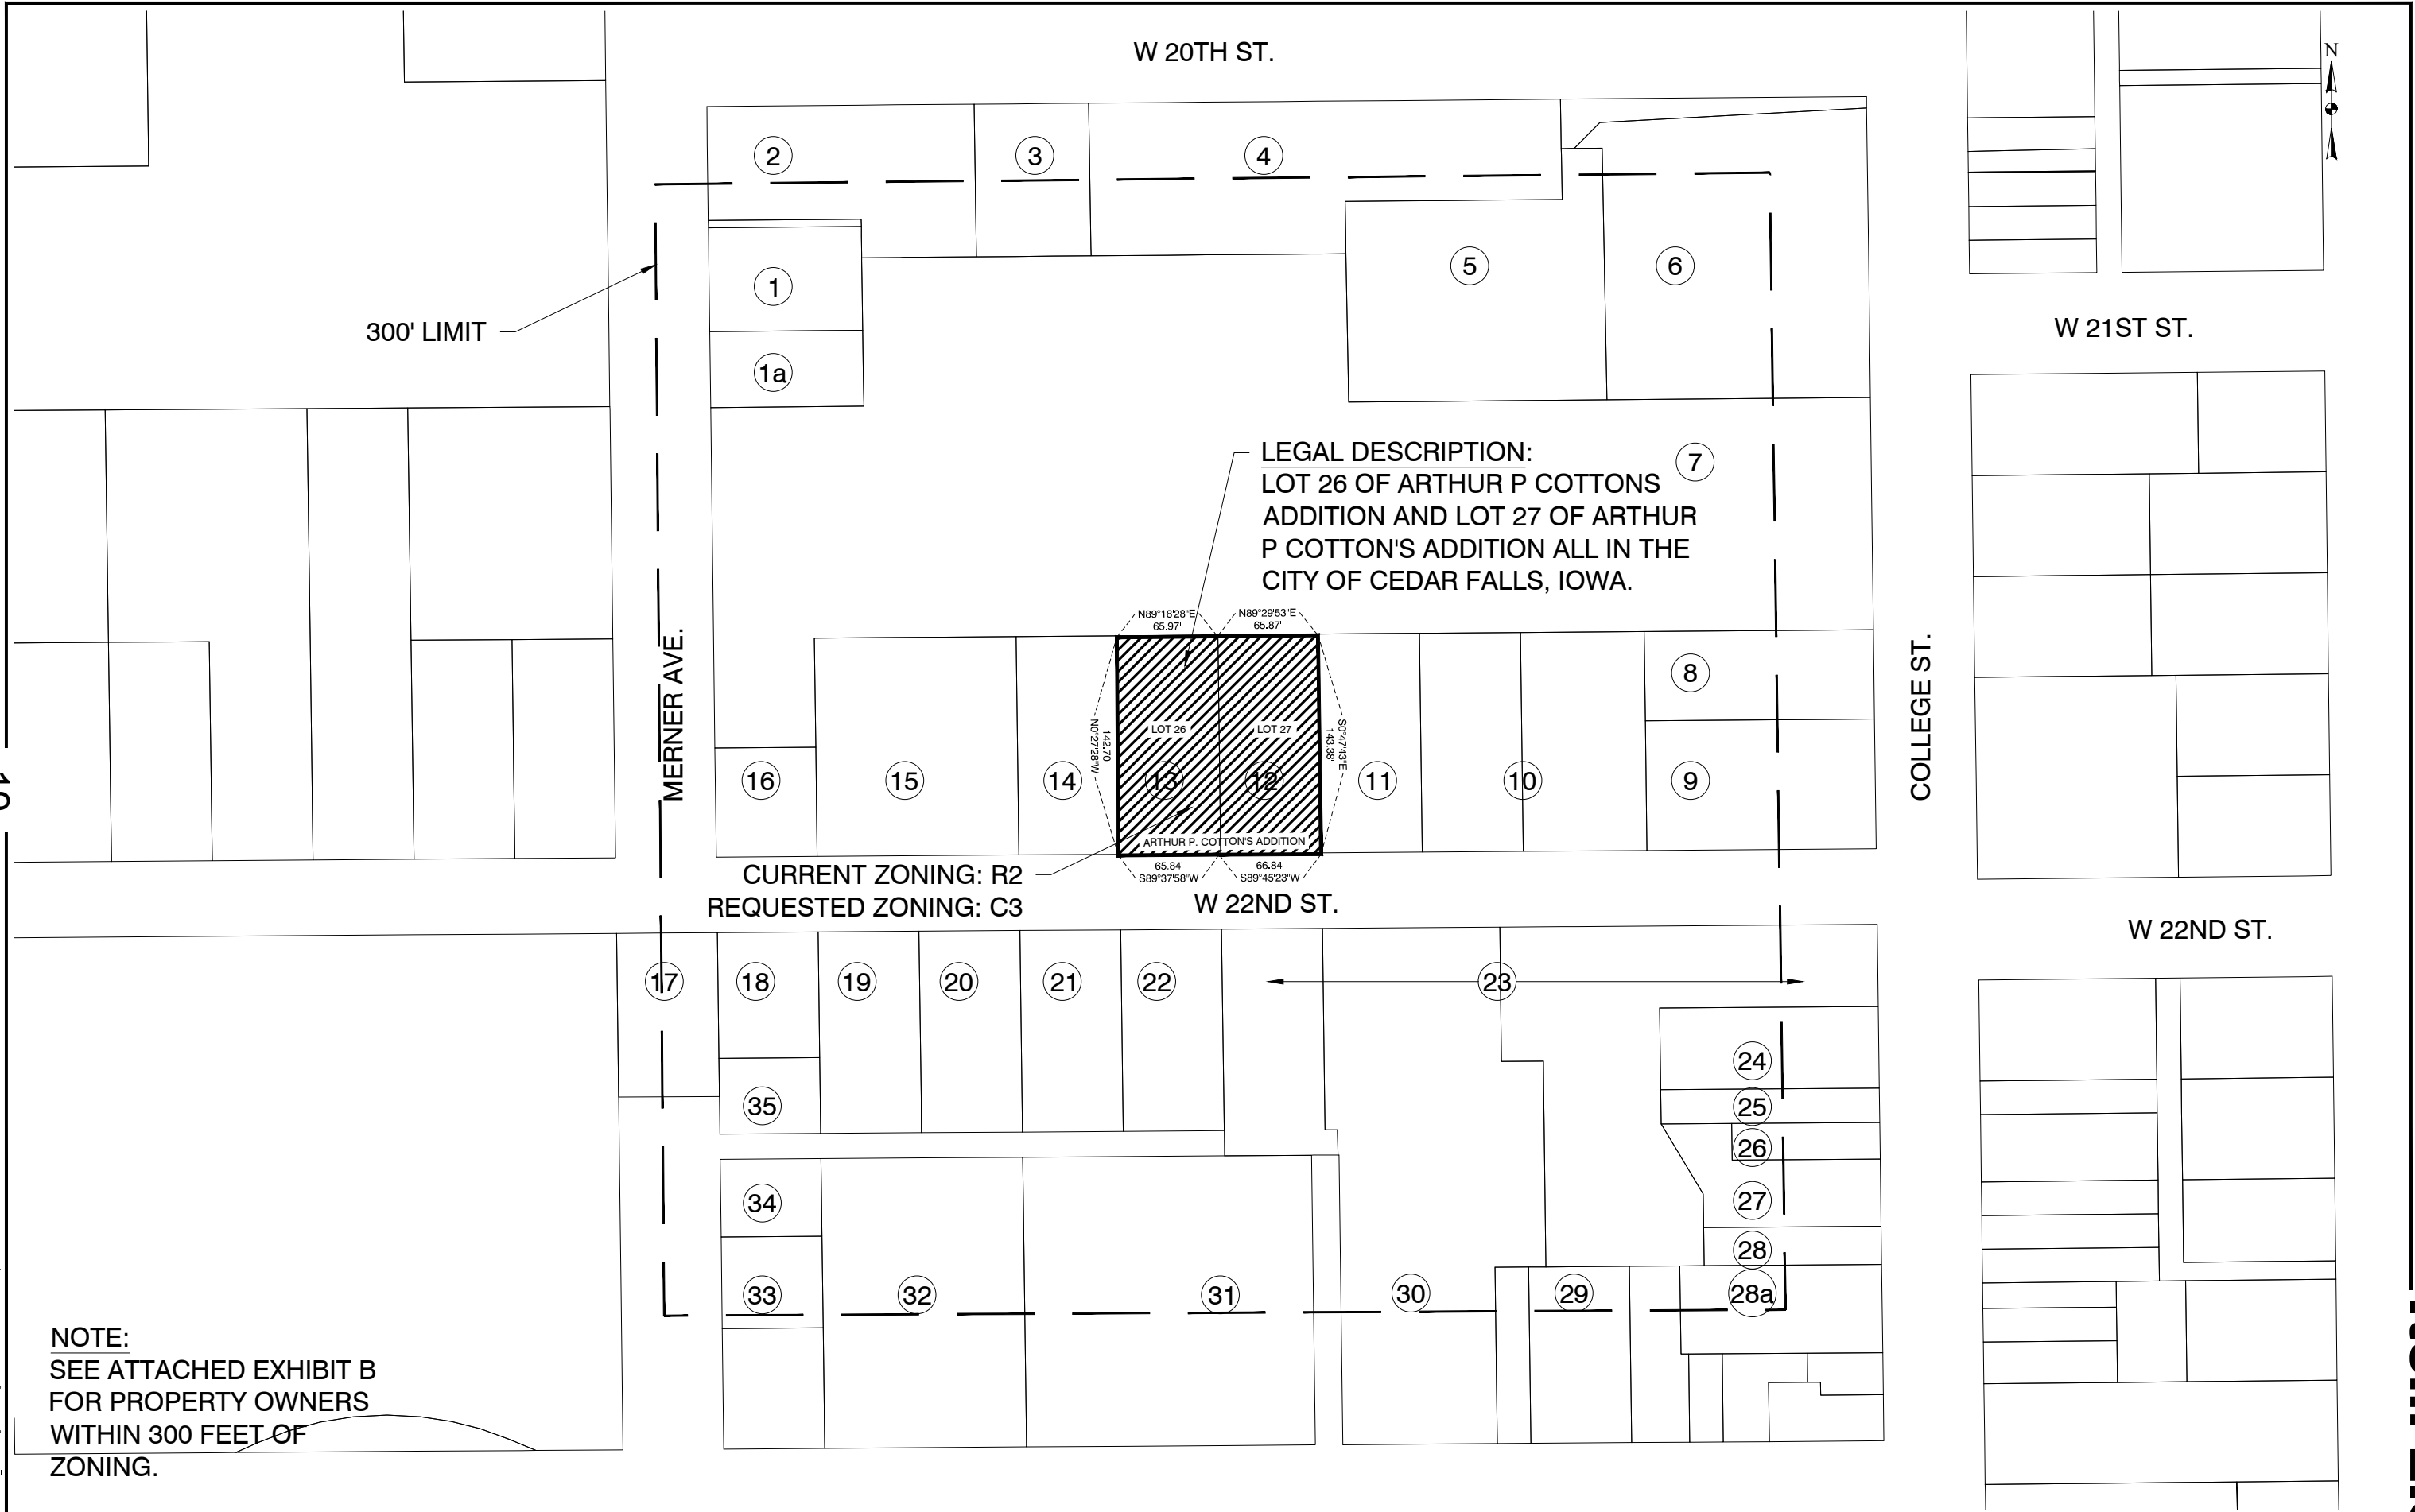 W 20TH ST.
N
2
3
4
1
5
6
300' LIMIT
W 21ST ST.
1a
LEGAL DESCRIPTION:
LOT 26 OF ARTHUR P COTTONS
ADDITION AND LOT 27 OF ARTHUR
P COTTON'S ADDITION ALL IN THE
CITY OF CEDAR FALLS, IOWA.
7
N89°18'28"E
65.97'
N89°29'53"E
65.87'
MERNER AVE.
COLLEGE ST.
8
N0°27'28"W
142.70'
LOT 26
LOT 27
S0°47'43"E
143.38'
16
15
14
13
12
11
10
9
ARTHUR P. COTTON'S ADDITION
65.84'
S89°37'58"W
66.84'
S89°45'23"W
CURRENT ZONING: R2
REQUESTED ZONING: C3
W 22ND ST.
W 22ND ST.
17
18
19
20
21
22
23
24
35
25
26
34
27
28
33
32
31
30
29
28a
NOTE:
SEE ATTACHED EXHIBIT B
FOR PROPERTY OWNERS
WITHIN 300 FEET OF
ZONING.